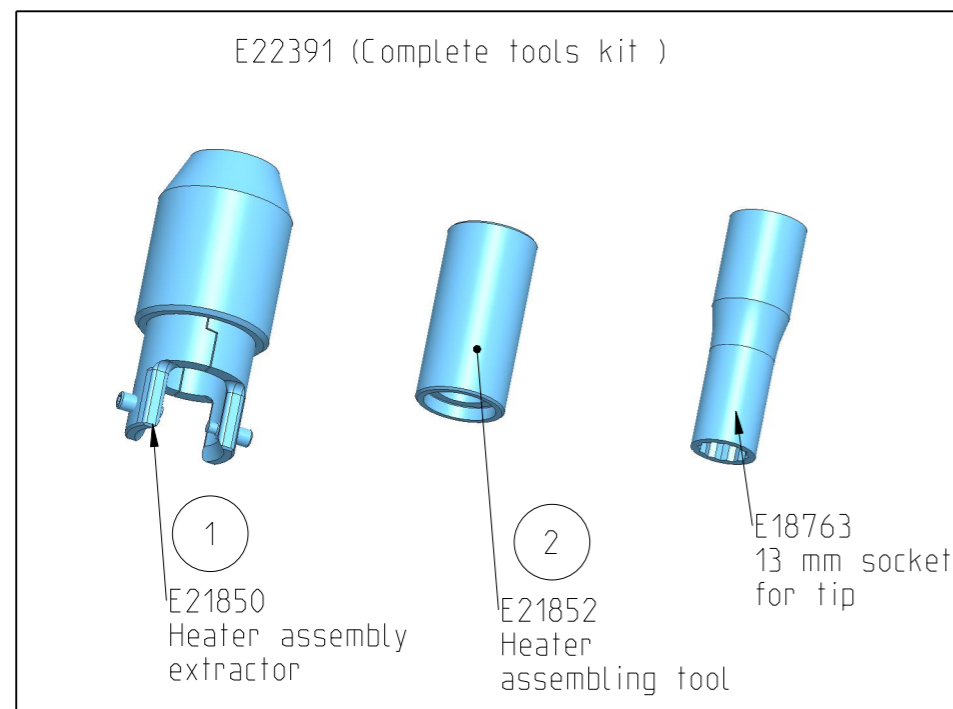 E22391 (Complete tools kit )
1
E21850
Heater assembly
extractor
2
E21852
Heater
assembling tool
E18763
13 mm socket
for tip